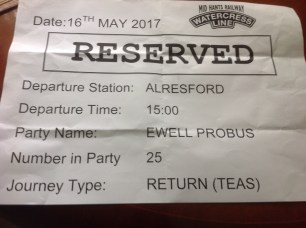 Date: 16TH MAY 2017
MID HANTS RAILWAY
WATERCRESS
LINE
RESERVED
Departure Station: ALRESFORD
Departure Time: 15:00
Party Name: EWELL PROBUS
Number in Party 25
Journey Type: RETURN (TEAS)